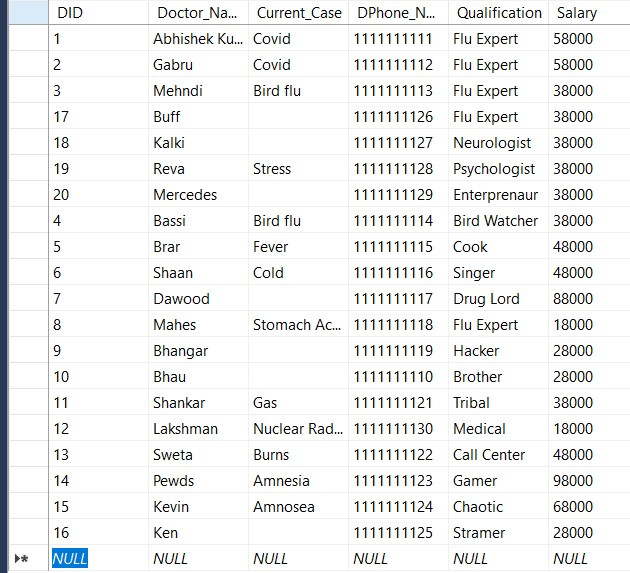 DID Doctor_Na... Current_Case DPhone_N... Qualification Salary
1 Abhishek Ku... Covid 1111111111 Flu Expert 58000
2 Gabru Covid 1111111112 Flu Expert 58000
3 Mehndi Bird flu 1111111113 Flu Expert 38000
17 Buff 1111111126 Flu Expert 38000
18 Kalki 1111111127 Neurologist 38000
19 Reva Stress 1111111128 Psychologist 38000
20 Mercedes 1111111129 Enterprenaur 38000
4 Bassi Bird flu 1111111114 Bird Watcher 38000
5 Brar Fever 1111111115 Cook 48000
6 Shaan Cold 1111111116 Singer 48000
7 Dawood 1111111117 Drug Lord 88000
8 Mahes Stomach Ac... 1111111118 Flu Expert 18000
9 Bhangar 1111111119 Hacker 28000
10 Bhau 1111111110 Brother 28000
11 Shankar Gas 1111111121 Tribal 38000
12 Lakshman Nuclear Rad... 1111111130 Medical 18000
13 Sweta Burns 1111111122 Call Center 48000
14 Pewds Amnesia 1111111123 Gamer 98000
15 Kevin Amnosea 1111111124 Chaotic 68000
16 Ken 1111111125 Stramer 28000
NULL NULL NULL NULL NULL NULL